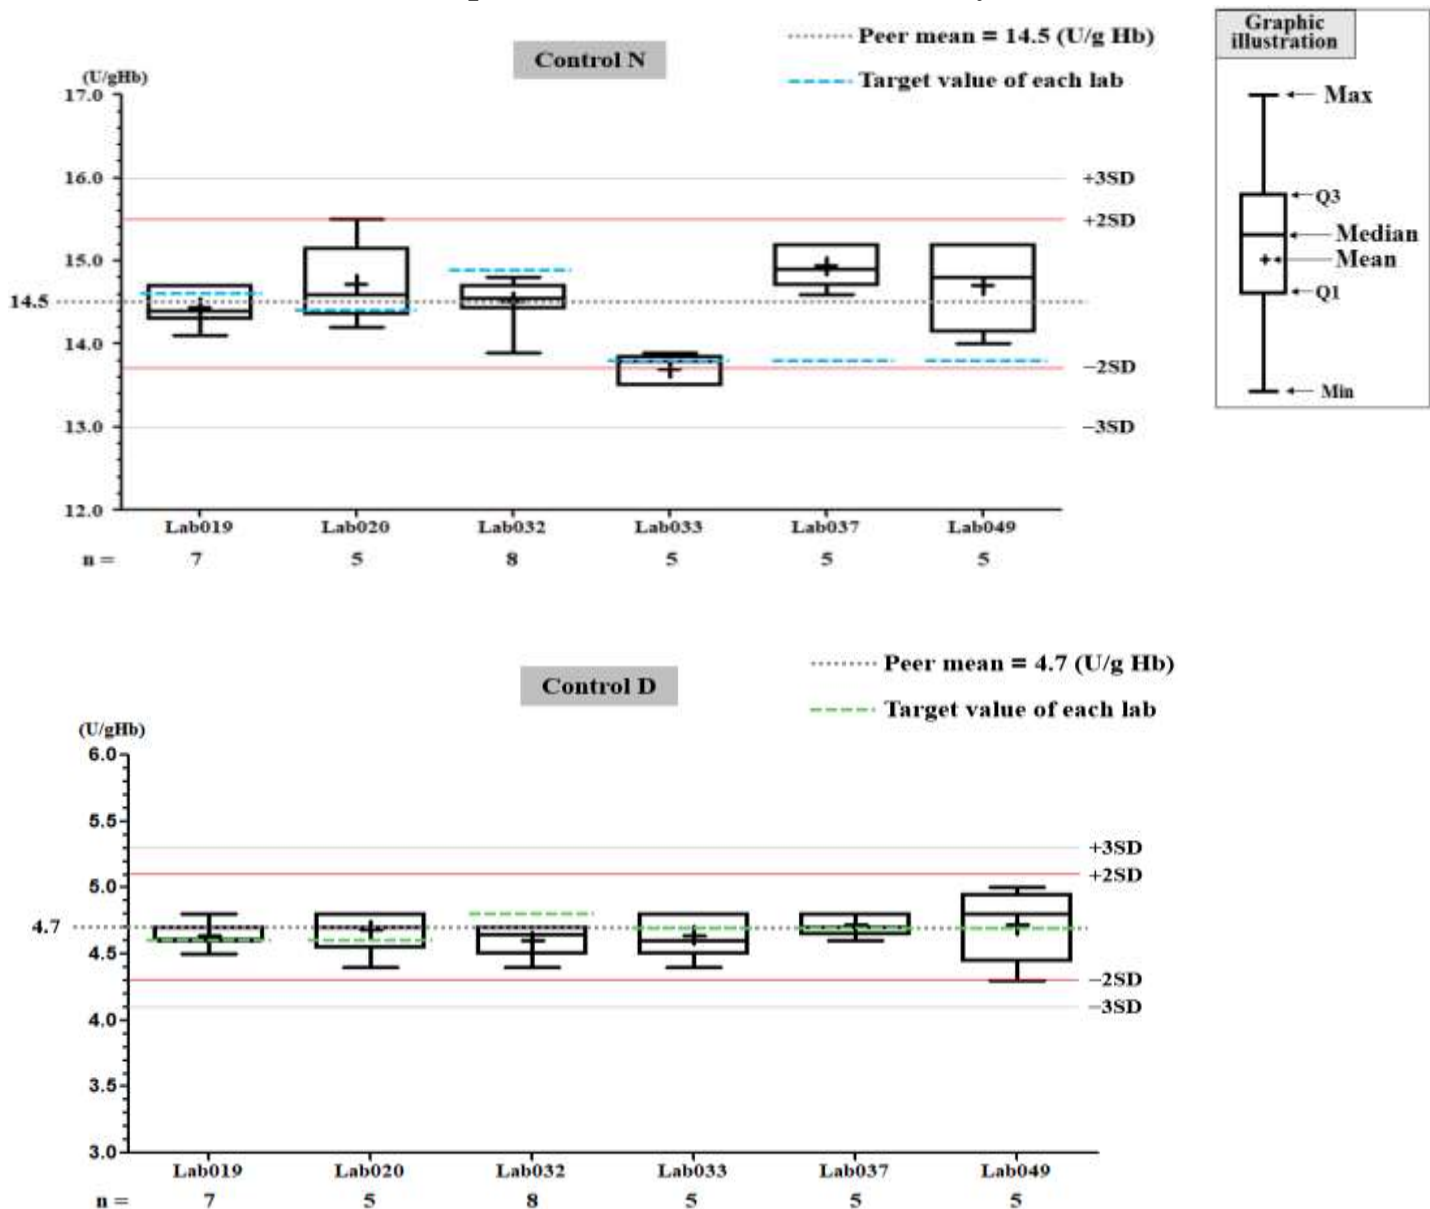 Control N
Peer mean = 14.5 (U/g Hb)
Target value of each lab
(U/gHb)
17.0
16.0
15.0
14.5
14.0
13.0
12.0
+3SD
+2SD
−2SD
−3SD
Lab019 Lab020 Lab032 Lab033 Lab037 Lab049
n = 7 5 8 5 5 5
Graphic
illustration
Max
Q3
Median
Mean
Q1
Min
Control D
Peer mean = 4.7 (U/g Hb)
Target value of each lab
(U/gHb)
6.0
5.5
5.0
4.7
4.5
4.0
3.5
3.0
+3SD
+2SD
−2SD
−3SD
Lab019 Lab020 Lab032 Lab033 Lab037 Lab049
n = 7 5 8 5 5 5